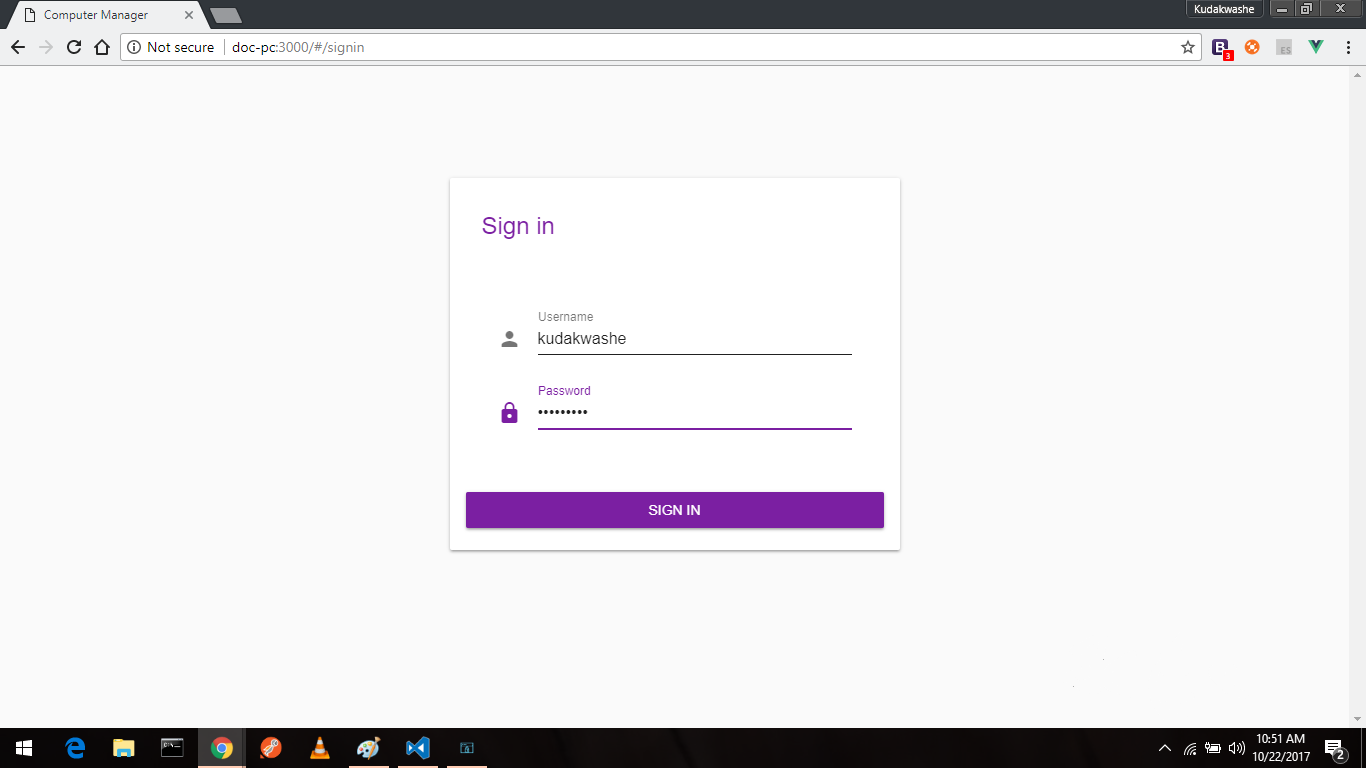 Computer Manager
Kudakwashe
Not secure
doc-pc:3000/#/signin
B
3
ES
Sign in
Username
kudakwashe
Password
•••••••••
SIGN IN
10:51 AM
10/22/2017
2